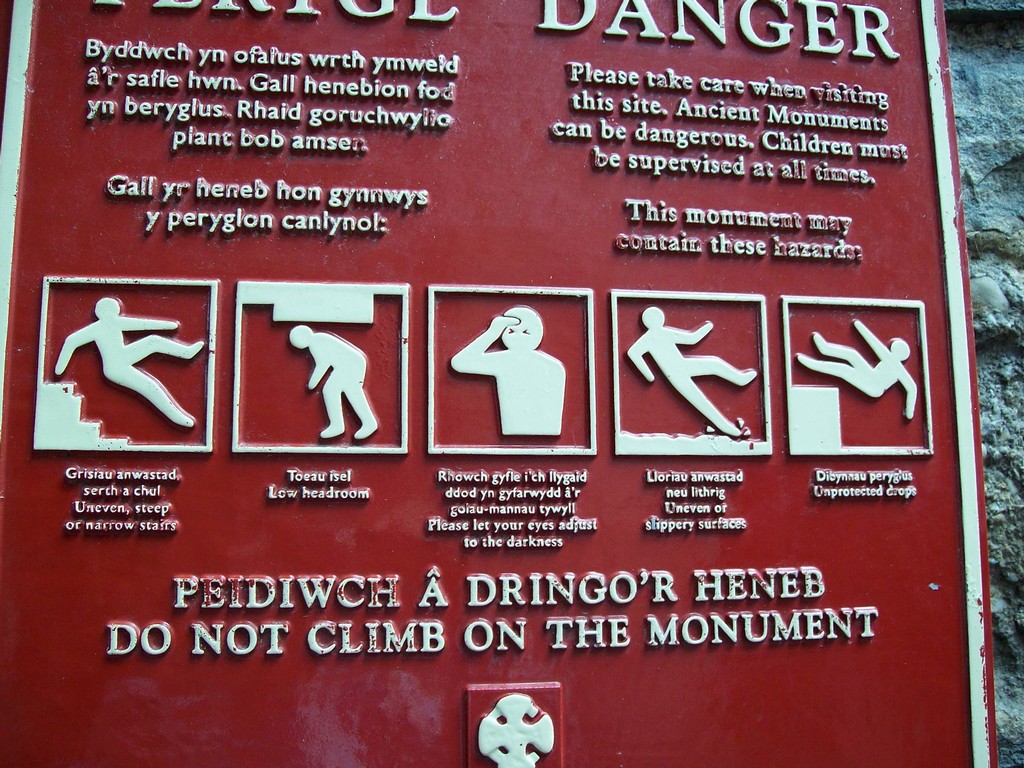 PERYGL
Byddwch yn ofalus wrth ymweld
â'r safle hwn. Gall henebion fod
yn beryglus. Rhaid goruchwylio
plant bob amser.
Gall yr heneb hon gynnwys
y peryglon canlynol:
DANGER
Please take care when visiting
this site. Ancient Monuments
can be dangerous. Children must
be supervised at all times.
This monument may
contain these hazards:
Grisiau anwastad,
serth a chul
Uneven, steep
or narrow stairs
Toeau isel
Low headroom
Rhowch gyfle i'ch llygaid
ddod yn gyfarwydd â'r
golau-mannau tywyll
Please let your eyes adjust
to the darkness
Lloriau anwastad
neu lithrig
Uneven or
slippery surfaces
Dibynnau peryglus
Unprotected drops
PEIDIWCH Â DRINGO'R HENEB
DO NOT CLIMB ON THE MONUMENT